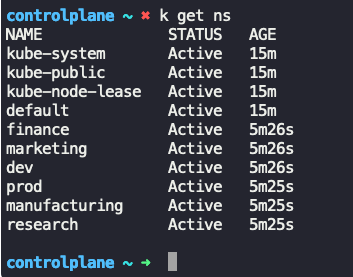 controlplane ~ ✖ k get ns
NAME              STATUS   AGE
kube-system       Active   15m
kube-public       Active   15m
kube-node-lease   Active   15m
default           Active   15m
finance           Active   5m26s
marketing         Active   5m26s
dev               Active   5m26s
prod              Active   5m25s
manufacturing     Active   5m25s
research          Active   5m25s
controlplane ~ ➜